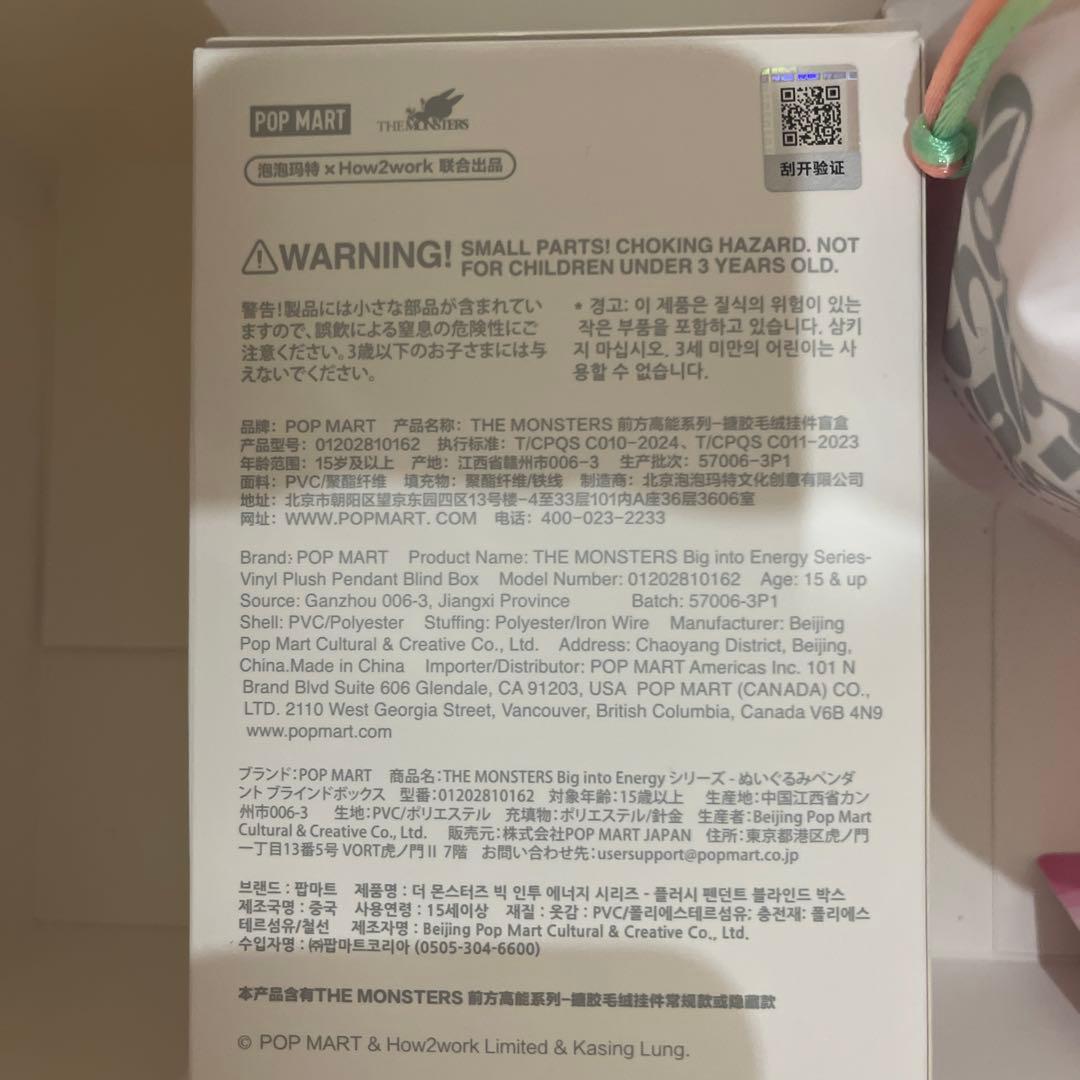 POP MART THE MONSTERS
泡泡玛特 × How2work 联合出品
刮开验证
WARNING! SMALL PARTS! CHOKING HAZARD. NOT
FOR CHILDREN UNDER 3 YEARS OLD.
警告!製品には小さな部品が含まれてい
ますので、誤飲による窒息の危険性にご
注意ください。3歳以下のお子さまには与
えないでください。
* 경고: 이 제품은 질식의 위험이 있는
작은 부품을 포함하고 있습니다. 삼키
지 마십시오. 3세 미만의 어린이는 사
용할 수 없습니다.
品牌: POP MART 产品名称: THE MONSTERS 前方高能系列-搪胶毛绒挂件盲盒
产品型号: 01202810162 执行标准: T/CPQS C010-2024、T/CPQS C011-2023
年龄范围: 15岁及以上 产地: 江西省赣州市006-3 生产批次: 57006-3P1
面料: PVC/聚酯纤维 填充物: 聚酯纤维/铁线 制造商: 北京泡泡玛特文化创意有限公司
地址: 北京市朝阳区望京东园四区13号楼-4至33层101内A座36层3606室
网址: WWW.POPMART. COM 电话: 400-023-2233
Brand: POP MART Product Name: THE MONSTERS Big into Energy Series-
Vinyl Plush Pendant Blind Box Model Number: 01202810162 Age: 15 & up
Source: Ganzhou 006-3, Jiangxi Province Batch: 57006-3P1
Shell: PVC/Polyester Stuffing: Polyester/Iron Wire Manufacturer: Beijing
Pop Mart Cultural & Creative Co., Ltd. Address: Chaoyang District, Beijing,
China.Made in China Importer/Distributor: POP MART Americas Inc. 101 N
Brand Blvd Suite 606 Glendale, CA 91203, USA POP MART (CANADA) CO.,
LTD. 2110 West Georgia Street, Vancouver, British Columbia, Canada V6B 4N9
www.popmart.com
ブランド:POP MART 商品名:THE MONSTERS Big into Energy シリーズ - ぬいぐるみペンダ
ント ブラインドボックス 型番:01202810162 対象年齢:15歳以上 生産地:中国江西省カン
州市006-3 生地:PVC/ポリエステル 充填物:ポリエステル/針金 生産者:Beijing Pop Mart
Cultural & Creative Co., Ltd. 販売元:株式会社POP MART JAPAN 住所:東京都港区虎ノ門
一丁目13番5号 VORT虎ノ門Ⅱ 7階 お問い合わせ先:usersupport@popmart.co.jp
브랜드 : 팝마트 제품명 : 더 몬스터즈 빅 인투 에너지 시리즈 - 플러시 펜던트 블라인드 박스
제조국명 : 중국 사용연령 : 15세이상 재질 : 옷감 : PVC/폴리에스테르섬유: 충전재: 폴리에스
테르섬유/철선 제조자명 : Beijing Pop Mart Cultural & Creative Co., Ltd.
수입자명 : ㈜팝마트코리아 (0505-304-6600)
本产品含有THE MONSTERS 前方高能系列-搪胶毛绒挂件常规款或隐藏款
© POP MART & How2work Limited & Kasing Lung.